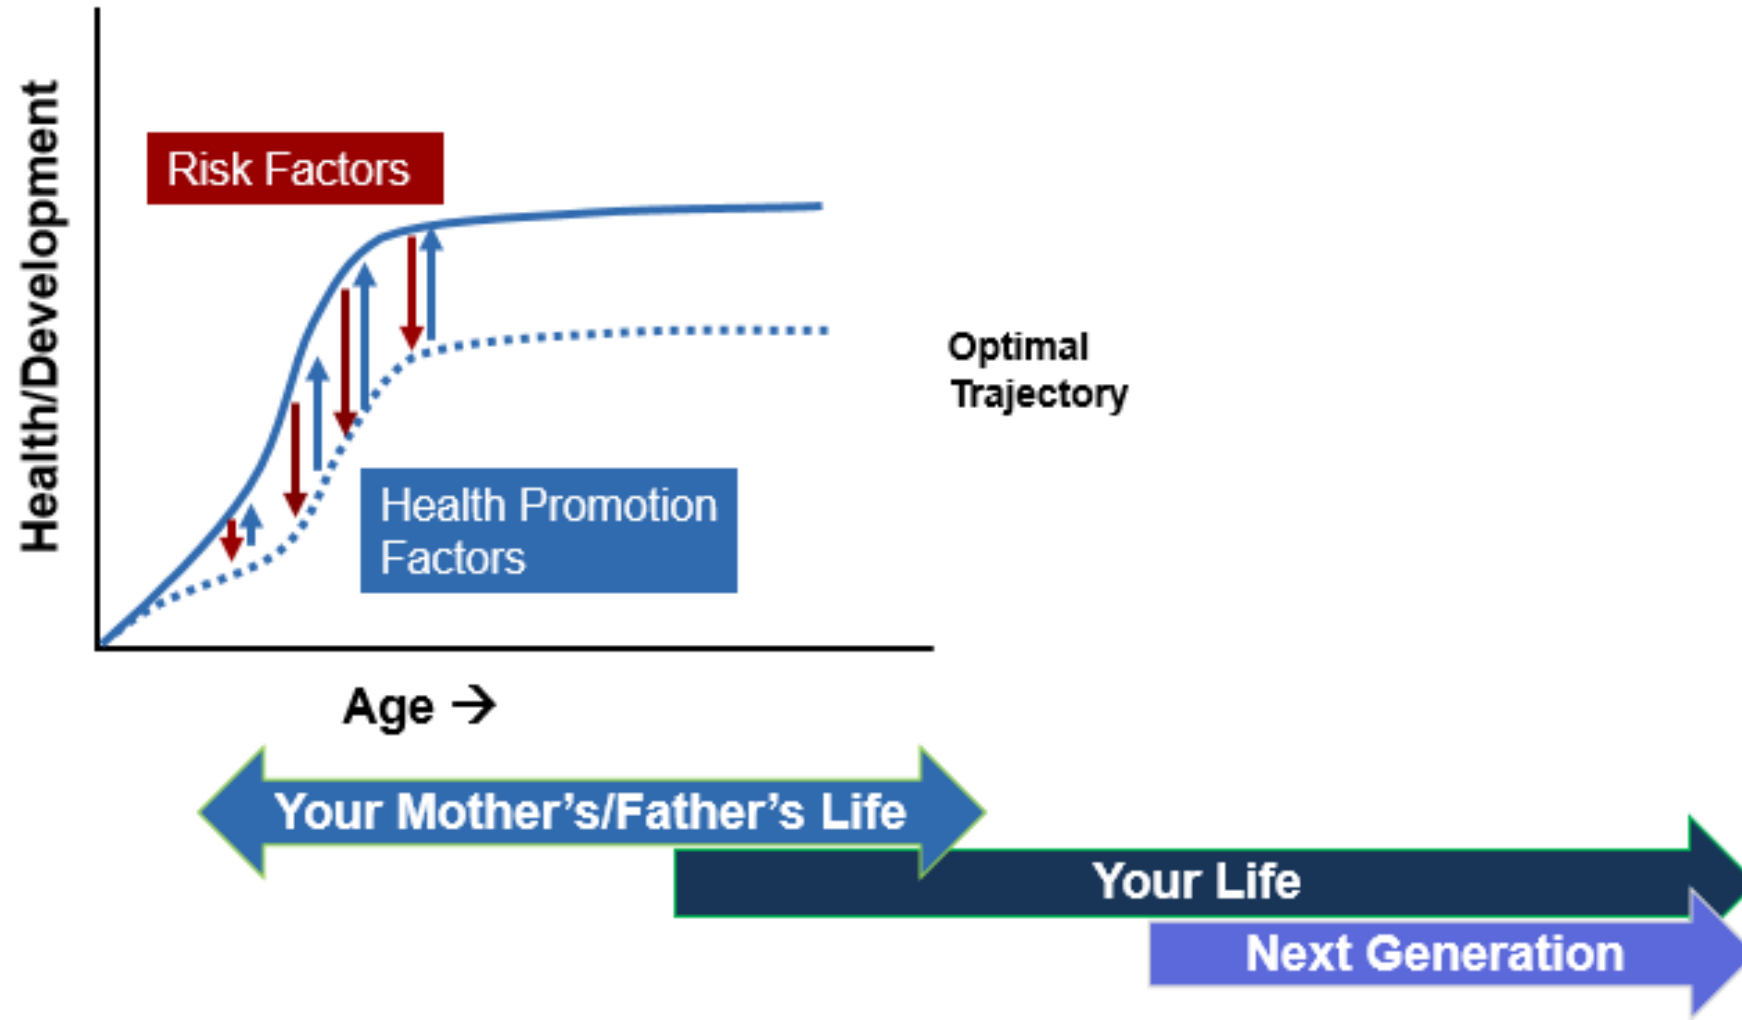 Health/Development
Risk Factors
Optimal
Trajectory
Health Promotion
Factors
Age →
Your Mother’s/Father’s Life
Your Life
Next Generation